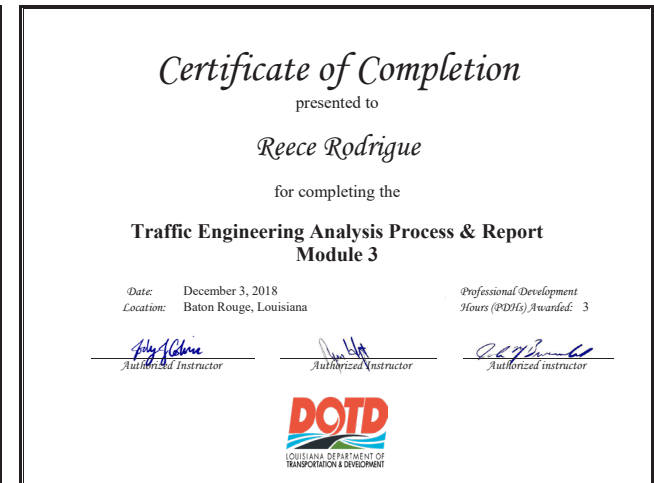 Certificate of Completion
presented to
Reece Rodrigue
for completing the
Traffic Engineering Analysis Process & Report
Module 3
Date: December 3, 2018
Location: Baton Rouge, Louisiana
Professional Development
Hours (PDHs) Awarded: 3
Authorized Instructor
Authorized Instructor
Authorized instructor
DOTD
LOUISIANA DEPARTMENT OF
TRANSPORTATION & DEVELOPMENT